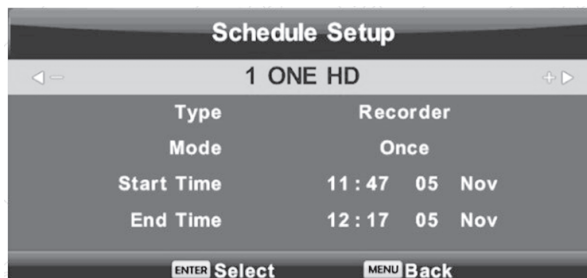 Schedule Setup
1 ONE HD
Type Recorder
Mode Once
Start Time 11:47 05 Nov
End Time 12:17 05 Nov
ENTER Select MENU Back